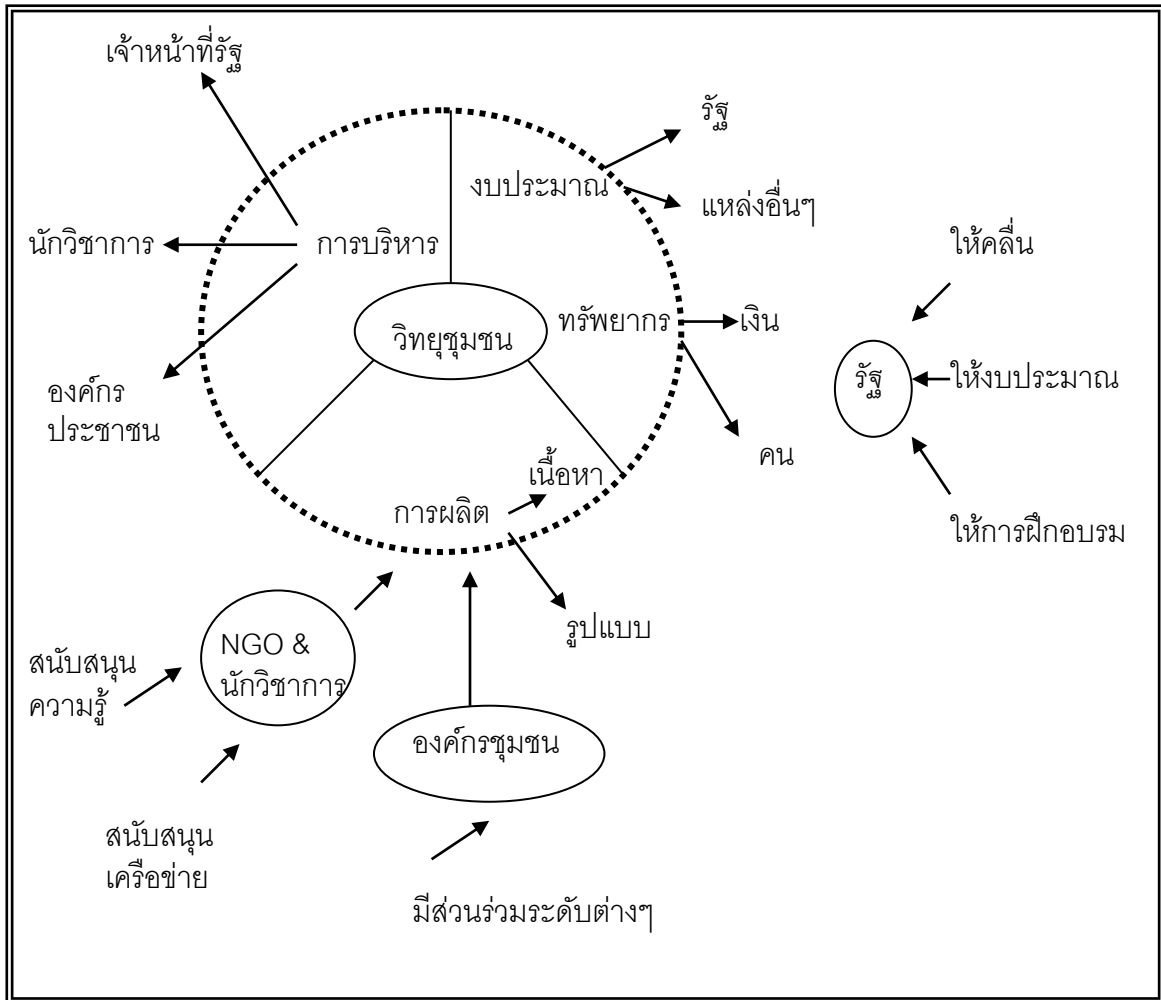 เจ้าหน้าที่รัฐ
รัฐ
งบประมาณ
แหล่งอื่นๆ
นักวิชาการ
การบริหาร
ให้คลื่น
ทรัพยากร
เงิน
วิทยุชุมชน
รัฐ
ให้งบประมาณ
องค์กร
ประชาชน
คน
เนื้อหา
การผลิต
ให้การฝึกอบรม
รูปแบบ
NGO &
นักวิชาการ
สนับสนุน
ความรู้
องค์กรชุมชน
สนับสนุน
เครือข่าย
มีส่วนร่วมระดับต่างๆ